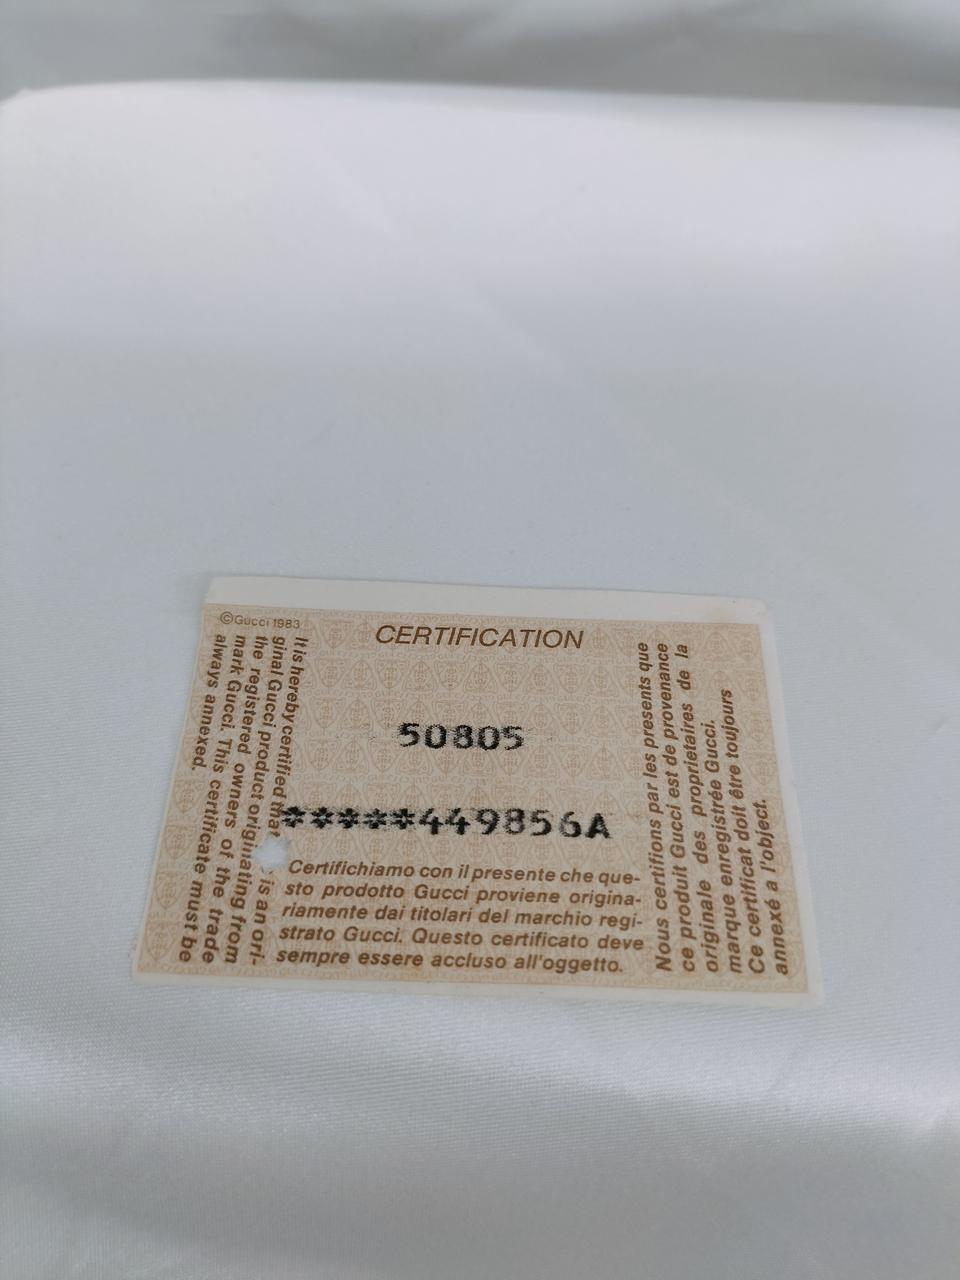 ©Gucci 1983
CERTIFICATION
It is hereby certified that is an ori-
ginal Gucci product originating from
the registered owners of the trade
mark Gucci. This certificate must be
always annexed.
50805
*****449856A
Certifichiamo con il presente che que-
sto prodotto Gucci proviene origina-
riamente dai titolari del marchio regi-
strato Gucci. Questo certificato deve
sempre essere accluso all'oggetto.
Nous certifions par les presents que
ce produit Gucci est de provenance
originale des proprietaires de la
marque enregistrée Gucci.
Ce certificat doit être toujours
annexé a l'object.